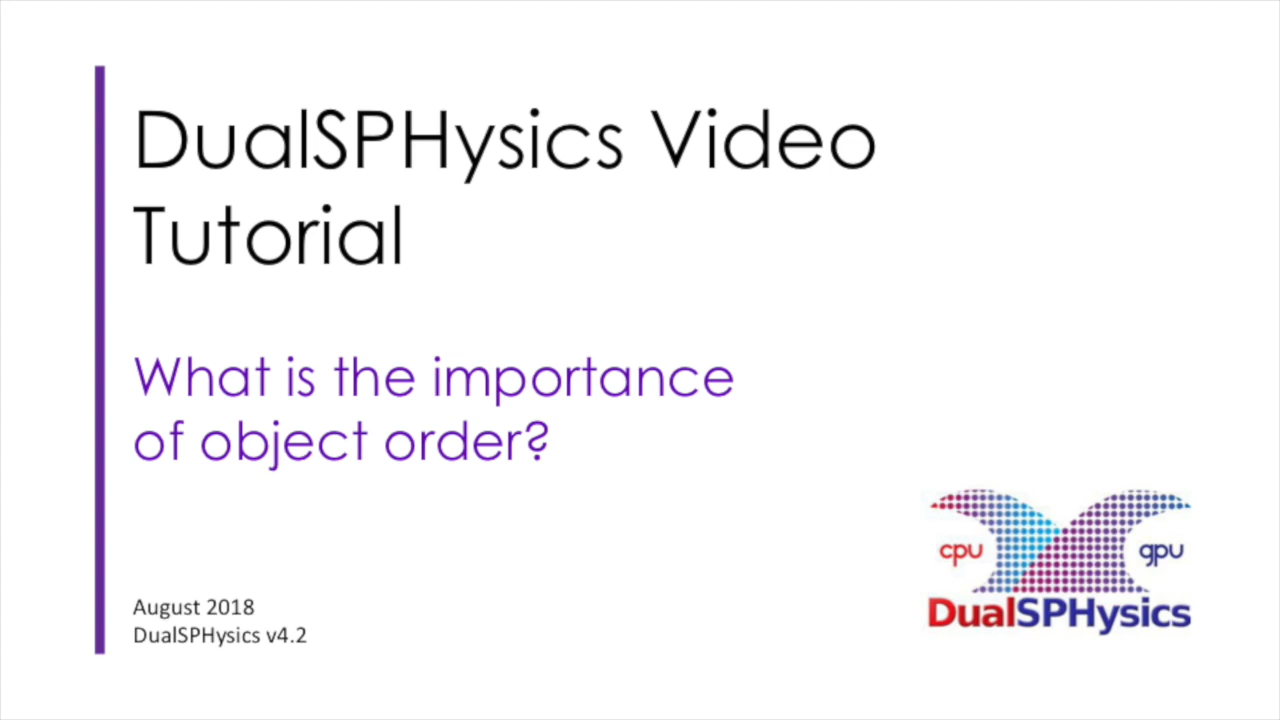 DualSPHysics Video
Tutorial
What is the importance
of object order?
August 2018
DualSPHysics v4.2
cpu gpu
DualSPHysics